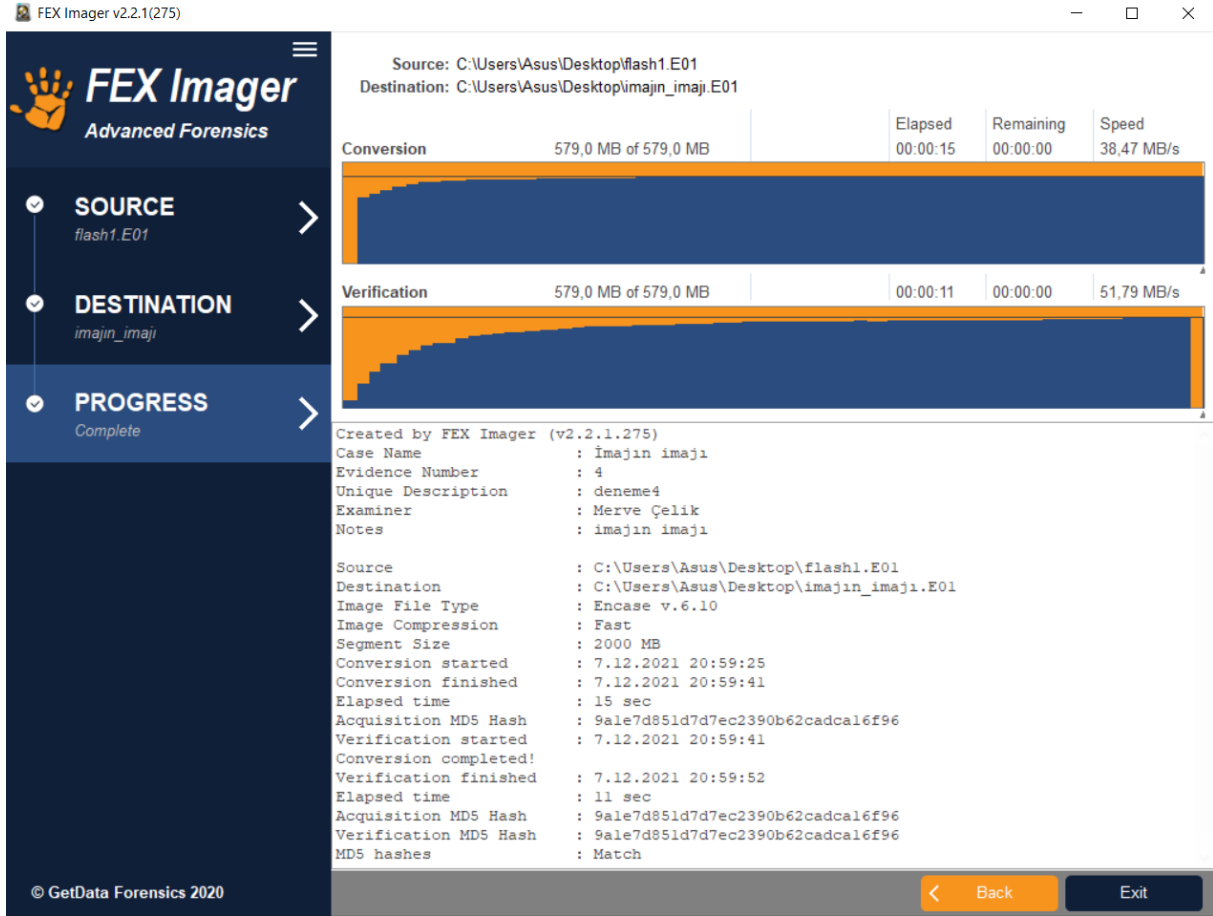 FEX Imager v2.2.1(275)
FEX Imager
Advanced Forensics
SOURCE
flash1.E01
DESTINATION
imajın_imajı
PROGRESS
Complete
© GetData Forensics 2020
Source: C:\Users\Asus\Desktop\flash1.E01
Destination: C:\Users\Asus\Desktop\imajın_imajı.E01
Elapsed Remaining Speed
Conversion 579,0 MB of 579,0 MB 00:00:15 00:00:00 38,47 MB/s
Verification 579,0 MB of 579,0 MB 00:00:11 00:00:00 51,79 MB/s
Created by FEX Imager (v2.2.1.275)
Case Name : İmajın imajı
Evidence Number : 4
Unique Description : deneme4
Examiner : Merve Çelik
Notes : imajın imajı
Source : C:\Users\Asus\Desktop\flash1.E01
Destination : C:\Users\Asus\Desktop\imajın_imajı.E01
Image File Type : Encase v.6.10
Image Compression : Fast
Segment Size : 2000 MB
Conversion started : 7.12.2021 20:59:25
Conversion finished : 7.12.2021 20:59:41
Elapsed time : 15 sec
Acquisition MD5 Hash : 9a1e7d851d7d7ec2390b62cadca16f96
Verification started : 7.12.2021 20:59:41
Conversion completed!
Verification finished : 7.12.2021 20:59:52
Elapsed time : 11 sec
Acquisition MD5 Hash : 9a1e7d851d7d7ec2390b62cadca16f96
Verification MD5 Hash : 9a1e7d851d7d7ec2390b62cadca16f96
MD5 hashes : Match
Back Exit